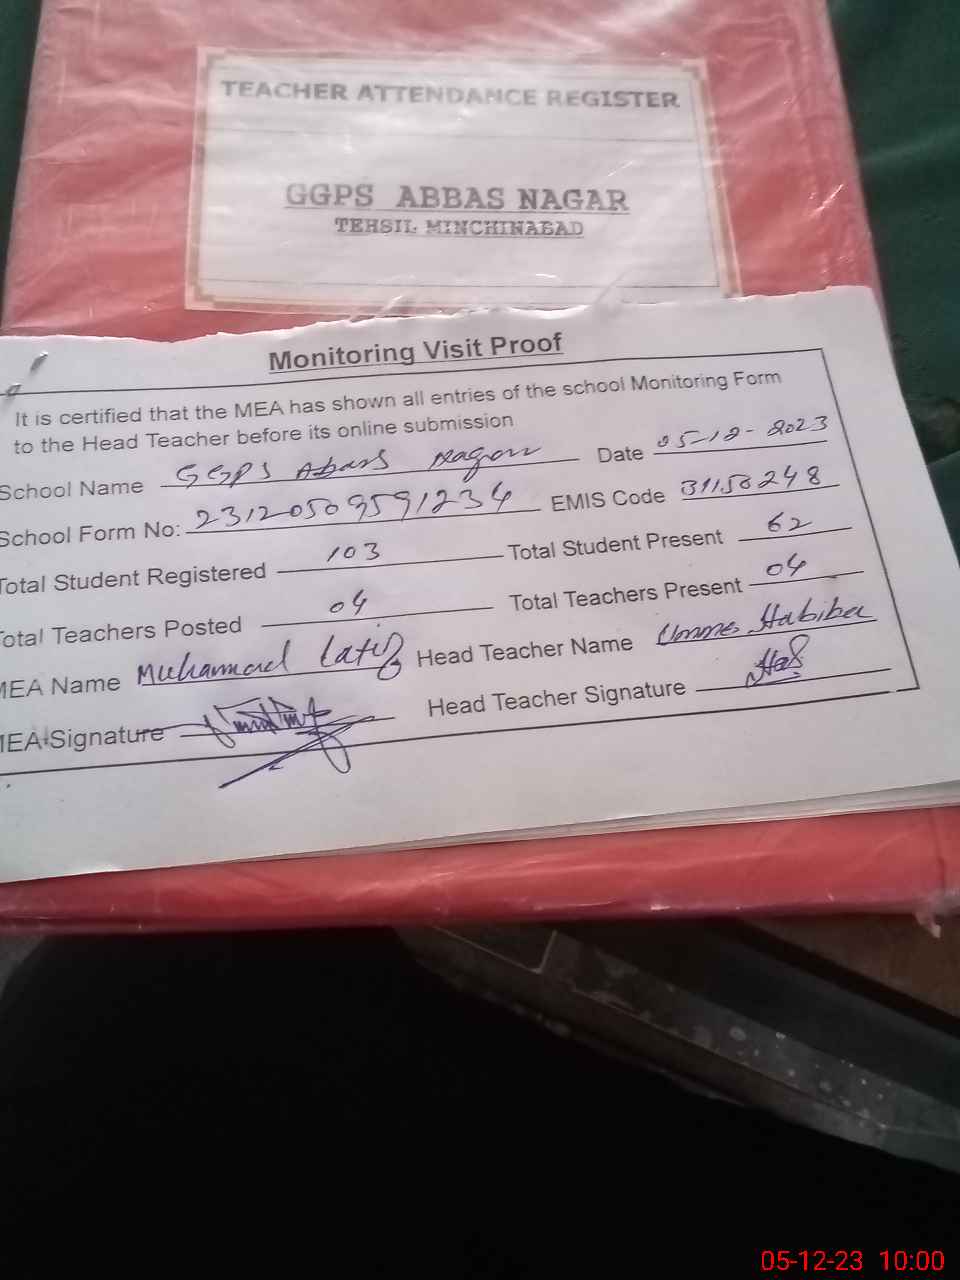 TEACHER ATTENDANCE REGISTER
GGPS ABBAS NAGAR
TEHSIL MINCHINABAD
Monitoring Visit Proof
It is certified that the MEA has shown all entries of the school Monitoring Form
to the Head Teacher before its online submission
School Name GGPS Abbas Nagar Date 05-12-2023
School Form No: 23120509591234 EMIS Code 31150248
Total Student Registered 103 Total Student Present 62
Total Teachers Posted 04 Total Teachers Present 04
MEA Name Muhammad Latif Head Teacher Name Umme Habiba
MEA Signature Head Teacher Signature
05-12-23 10:00